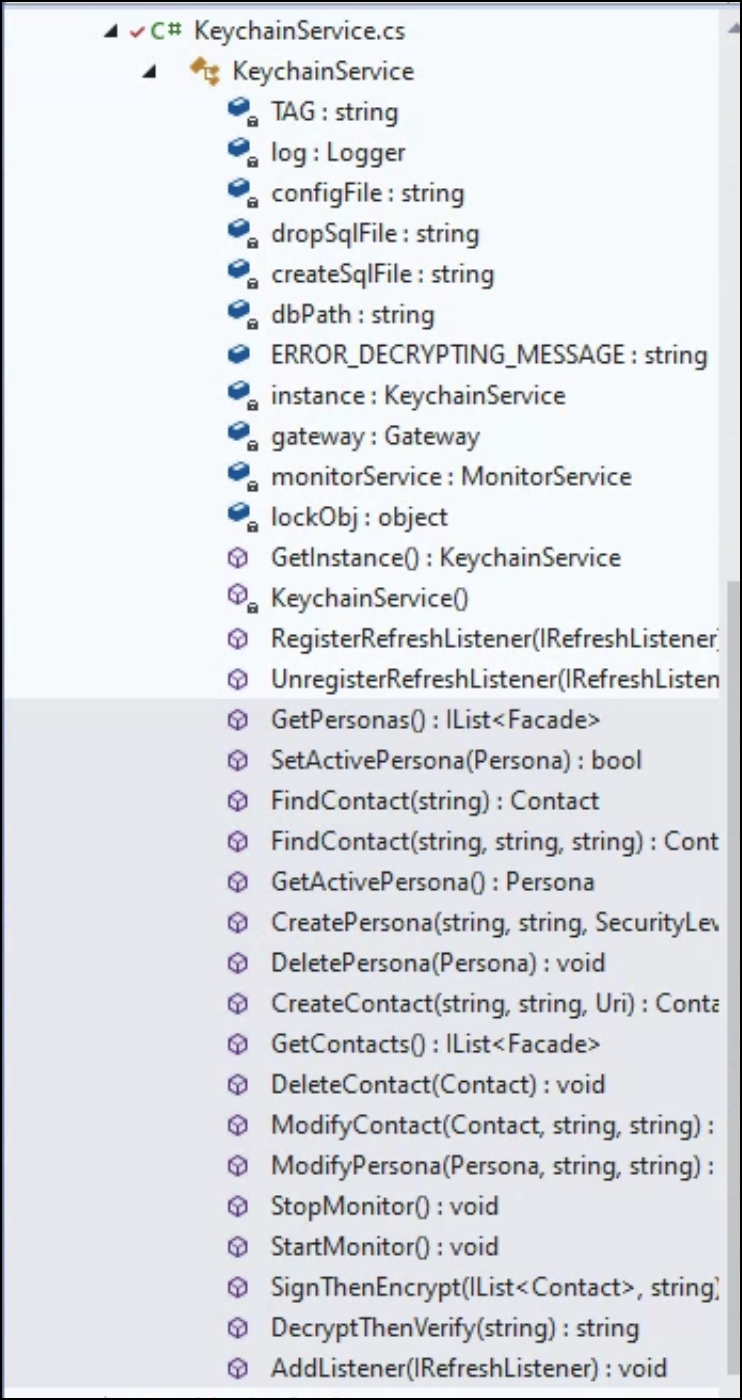 C# KeychainService.cs
KeychainService
TAG : string
log : Logger
configFile : string
dropSqlFile : string
createSqlFile : string
dbPath : string
ERROR_DECRYPTING_MESSAGE : string
instance : KeychainService
gateway : Gateway
monitorService : MonitorService
lockObj : object
GetInstance() : KeychainService
KeychainService()
RegisterRefreshListener(IRefreshListener)
UnregisterRefreshListener(IRefreshListen
GetPersonas() : IList<Facade>
SetActivePersona(Persona) : bool
FindContact(string) : Contact
FindContact(string, string, string) : Cont
GetActivePersona() : Persona
CreatePersona(string, string, SecurityLev
DeletePersona(Persona) : void
CreateContact(string, string, Uri) : Conta
GetContacts() : IList<Facade>
DeleteContact(Contact) : void
ModifyContact(Contact, string, string) :
ModifyPersona(Persona, string, string) :
StopMonitor() : void
StartMonitor() : void
SignThenEncrypt(IList<Contact>, string)
DecryptThenVerify(string) : string
AddListener(IRefreshListener) : void